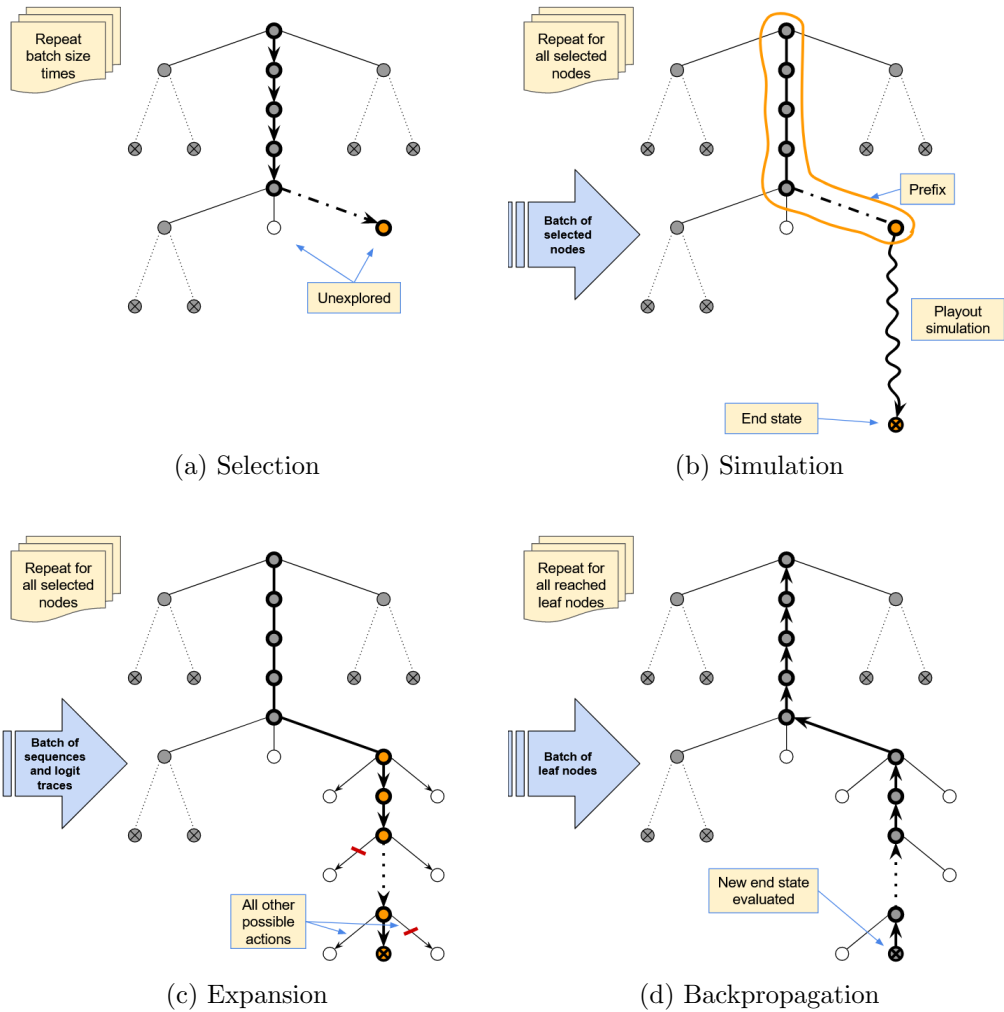 Repeat
batch size
times
Unexplored
(a) Selection
Repeat for
all selected
nodes
Batch of
selected
nodes
Prefix
Playout
simulation
End state
(b) Simulation
Repeat for
all selected
nodes
Batch of
sequences
and logit
traces
All other
possible
actions
(c) Expansion
Repeat for
all reached
leaf nodes
Batch of
leaf nodes
New end state
evaluated
(d) Backpropagation